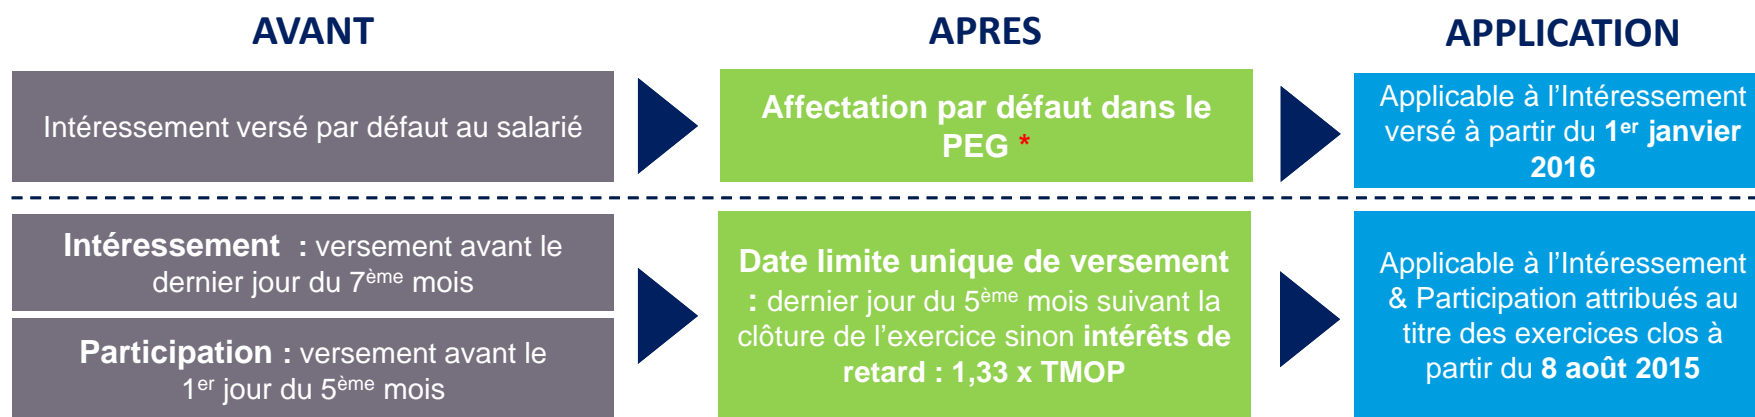 AVANT
APRES
APPLICATION
Intéressement versé par défaut au salarié
Affectation par défaut dans le
PEG *
Applicable à l’Intéressement
versé à partir du 1er janvier
2016
Intéressement : versement avant le
dernier jour du 7ème mois
Participation : versement avant le
1er jour du 5ème mois
Date limite unique de versement
: dernier jour du 5ème mois suivant la
clôture de l’exercice sinon intérêts de
retard : 1,33 x TMOP
Applicable à l’Intéressement
& Participation attribués au
titre des exercices clos à
partir du 8 août 2015